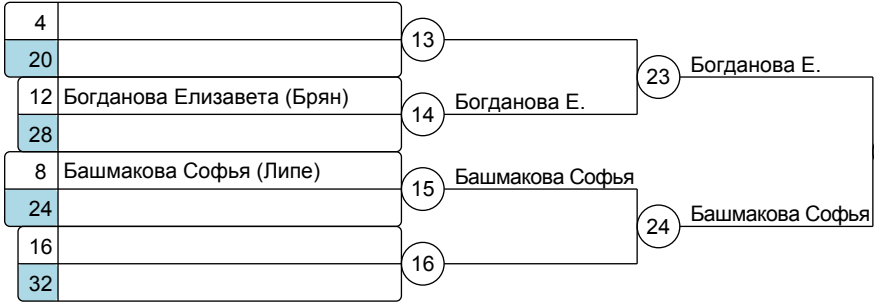 4
13
20
23 Богданова Е.
12 Богданова Елизавета (Брян)
14 Богданова Е.
28
8 Башмакова Софья (Липе)
15 Башмакова Софья
24
24 Башмакова Софья
16
16
32